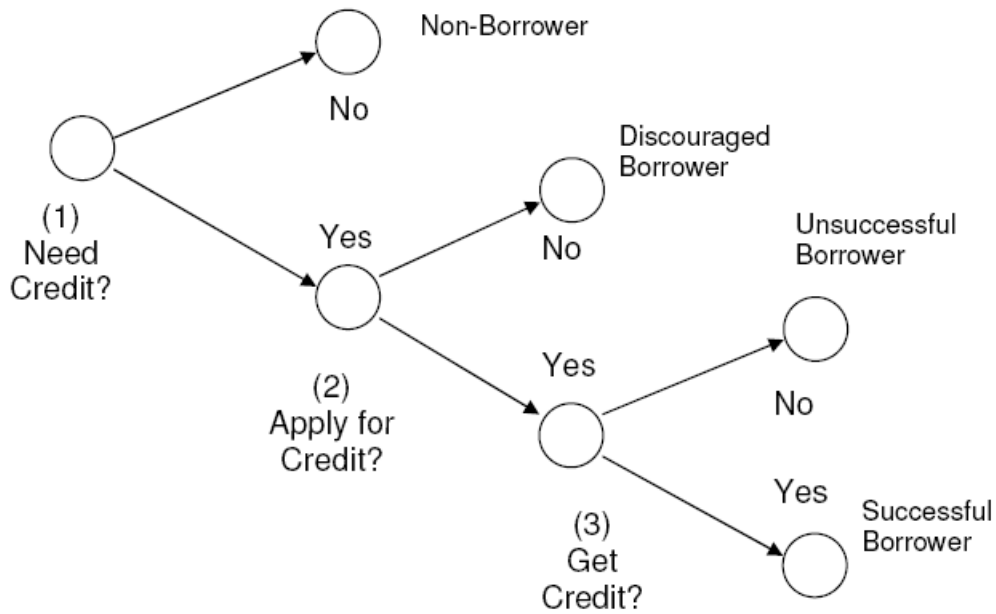 Non-Borrower
No
(1)
Need
Credit?
Discouraged
Borrower
Yes
No
(2)
Apply for
Credit?
Unsuccessful
Borrower
Yes
No
(3)
Get
Credit?
Yes
Successful
Borrower